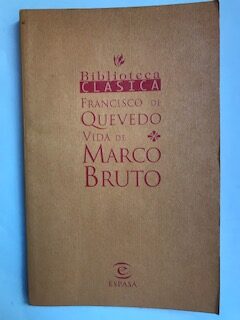 Biblioteca
CLÁSICA
FRANCISCO DE
QUEVEDO
VIDA DE
MARCO
BRUTO
ESPASA